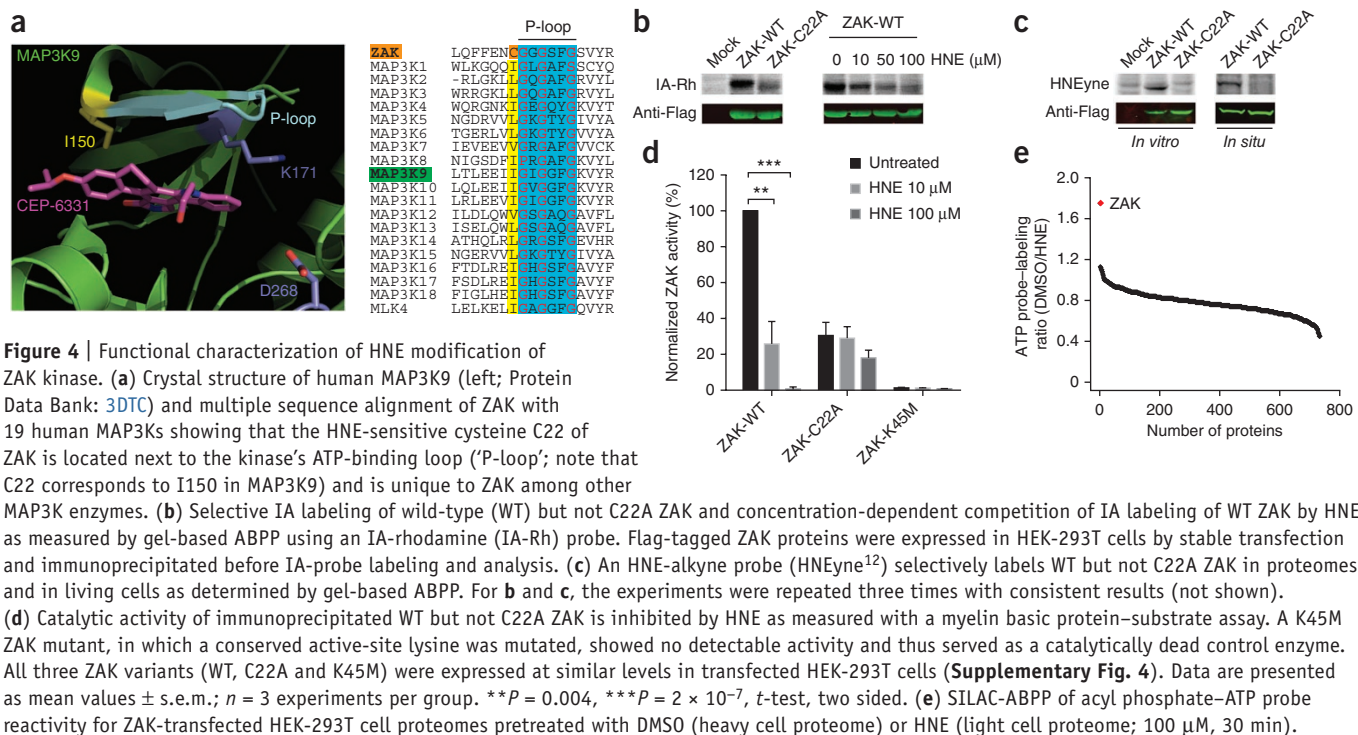 a
MAP3K9
P-loop
I150
K171
CEP-6331
D268
P-loop
ZAK LQFFENCGGGSFGSVYR
MAP3K1 WLKGQQIGLGAFSSCYQ
MAP3K2 -RLGKLLGQGAFGRVYL
MAP3K3 WRRGKLLGQGAFGRVYL
MAP3K4 WQRGNKIGEGQYGKVYT
MAP3K5 NGDRVVLGKGTYGIVYA
MAP3K6 TGERLVLGKGTYGVVYA
MAP3K7 IEVEEVVGRGAFGVVCK
MAP3K8 NIGSDFIPRGAFGKVYL
MAP3K9 LTLEEIIGIGGFGKVYR
MAP3K10 LQLEEIIGVGGFGKVYR
MAP3K11 LRLEEVIGIGGFGKVYR
MAP3K12 ILDLQWVGSGAQGAVFL
MAP3K13 ISELQWLGSGAQGAVFL
MAP3K14 ATHQLRLGRGSFGEVHR
MAP3K15 NGERVVLGKGTYGIVYA
MAP3K16 FTDLREIGHGSFGAVYF
MAP3K17 FSDLREIGHGSFGAVYF
MAP3K18 FIGLHEIGHGSFGAVYF
MLK4 LELKELIGAGGFGQVYR
b
Mock
ZAK-WT
ZAK-C22A
ZAK-WT
0 10 50 100 HNE (μM)
IA-Rh
Anti-Flag
c
Mock
ZAK-WT
ZAK-C22A
ZAK-WT
ZAK-C22A
HNEyne
Anti-Flag
In vitro
In situ
d
Untreated
HNE 10 μM
HNE 100 μM
***
**
Normalized ZAK activity (%)
120
100
80
60
40
20
0
ZAK-WT
ZAK-C22A
ZAK-K45M
e
ZAK
ATP probe–labeling
ratio (DMSO/HNE)
2.0
1.6
1.2
0.8
0.4
0
0 200 400 600 800
Number of proteins
Figure 4 | Functional characterization of HNE modification of
ZAK kinase. (a) Crystal structure of human MAP3K9 (left; Protein
Data Bank: 3DTC) and multiple sequence alignment of ZAK with
19 human MAP3Ks showing that the HNE-sensitive cysteine C22 of
ZAK is located next to the kinase's ATP-binding loop ('P-loop'; note that
C22 corresponds to I150 in MAP3K9) and is unique to ZAK among other
MAP3K enzymes. (b) Selective IA labeling of wild-type (WT) but not C22A ZAK and concentration-dependent competition of IA labeling of WT ZAK by HNE
as measured by gel-based ABPP using an IA-rhodamine (IA-Rh) probe. Flag-tagged ZAK proteins were expressed in HEK-293T cells by stable transfection
and immunoprecipitated before IA-probe labeling and analysis. (c) An HNE-alkyne probe (HNEyne12) selectively labels WT but not C22A ZAK in proteomes
and in living cells as determined by gel-based ABPP. For b and c, the experiments were repeated three times with consistent results (not shown).
(d) Catalytic activity of immunoprecipitated WT but not C22A ZAK is inhibited by HNE as measured with a myelin basic protein–substrate assay. A K45M
ZAK mutant, in which a conserved active-site lysine was mutated, showed no detectable activity and thus served as a catalytically dead control enzyme.
All three ZAK variants (WT, C22A and K45M) were expressed at similar levels in transfected HEK-293T cells (Supplementary Fig. 4). Data are presented
as mean values ± s.e.m.; n = 3 experiments per group. **P = 0.004, ***P = 2 × 10−7, t-test, two sided. (e) SILAC-ABPP of acyl phosphate–ATP probe
reactivity for ZAK-transfected HEK-293T cell proteomes pretreated with DMSO (heavy cell proteome) or HNE (light cell proteome; 100 μM, 30 min).